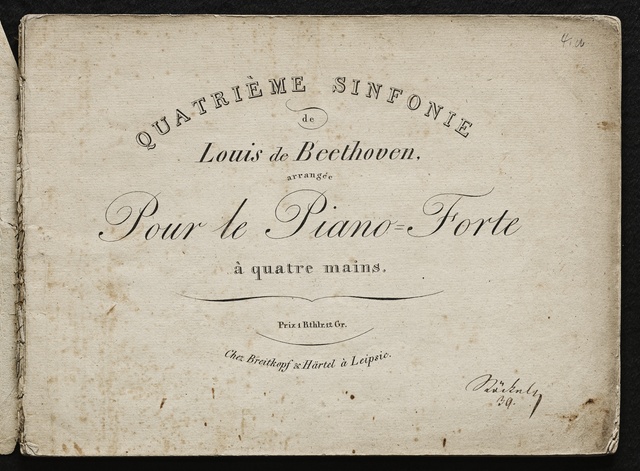 QUATRIÈME SINFONIE
de
Louis de Beethoven,
arrangée
Pour le Piano=Forte
à quatre mains.
Prix 1 Rthlr. 12 Gr.
Chez Breitkopf & Härtel à Leipsic.
39.